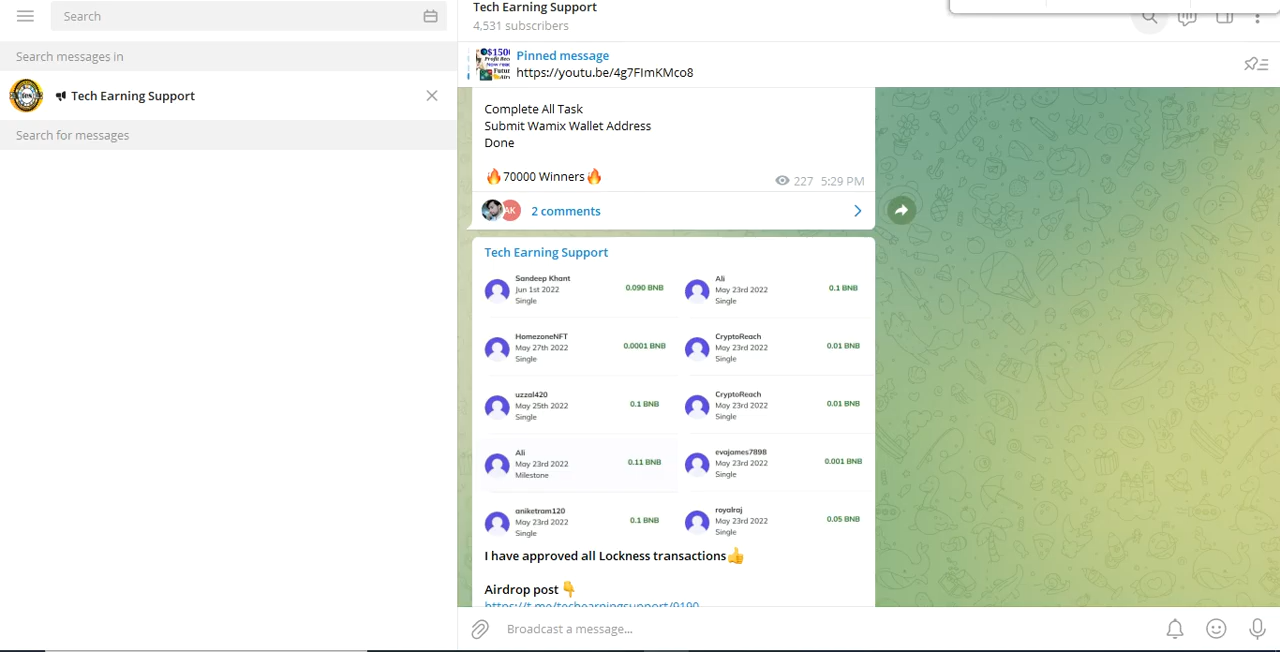 Search
Search messages in
Tech Earning Support
Search for messages
Tech Earning Support
4,531 subscribers
Pinned message
https://youtu.be/4g7FImKMco8
Complete All Task
Submit Wamix Wallet Address
Done
🔥70000 Winners🔥
227 5:29 PM
AK
2 comments
Tech Earning Support
Sandeep Khant
Jun 1st 2022
Single
0.090 BNB
Ali
May 23rd 2022
Single
0.1 BNB
HomezoneNFT
May 27th 2022
Single
0.0001 BNB
CryptoReach
May 23rd 2022
Single
0.01 BNB
uzzal420
May 25th 2022
Single
0.1 BNB
CryptoReach
May 23rd 2022
Single
0.01 BNB
Ali
May 23rd 2022
Milestone
0.11 BNB
evajames7898
May 23rd 2022
Single
0.001 BNB
aniketram120
May 23rd 2022
Single
0.1 BNB
royalroj
May 23rd 2022
Single
0.05 BNB
I have approved all Lockness transactions👍
Airdrop post 👇
https://t.me/techearningsupport/9190
Broadcast a message...